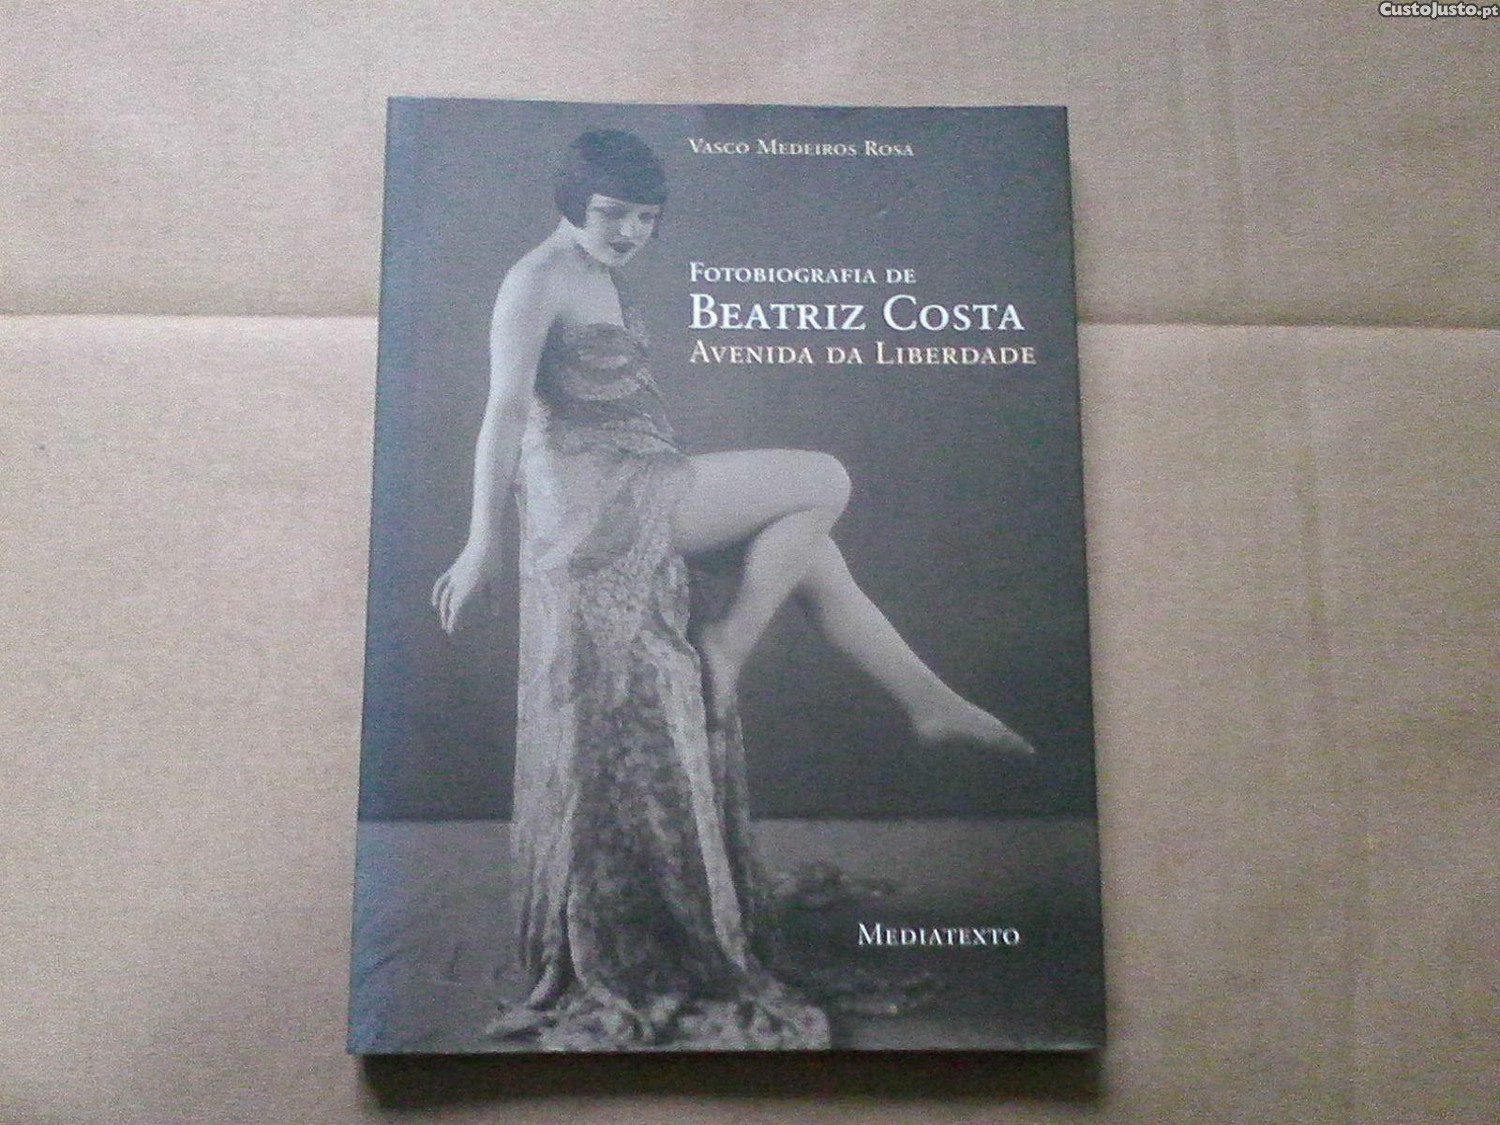 CustoJusto.pt
Vasco Medeiros Rosa
Fotobiografia de
Beatriz Costa
Avenida da Liberdade
Mediatexto